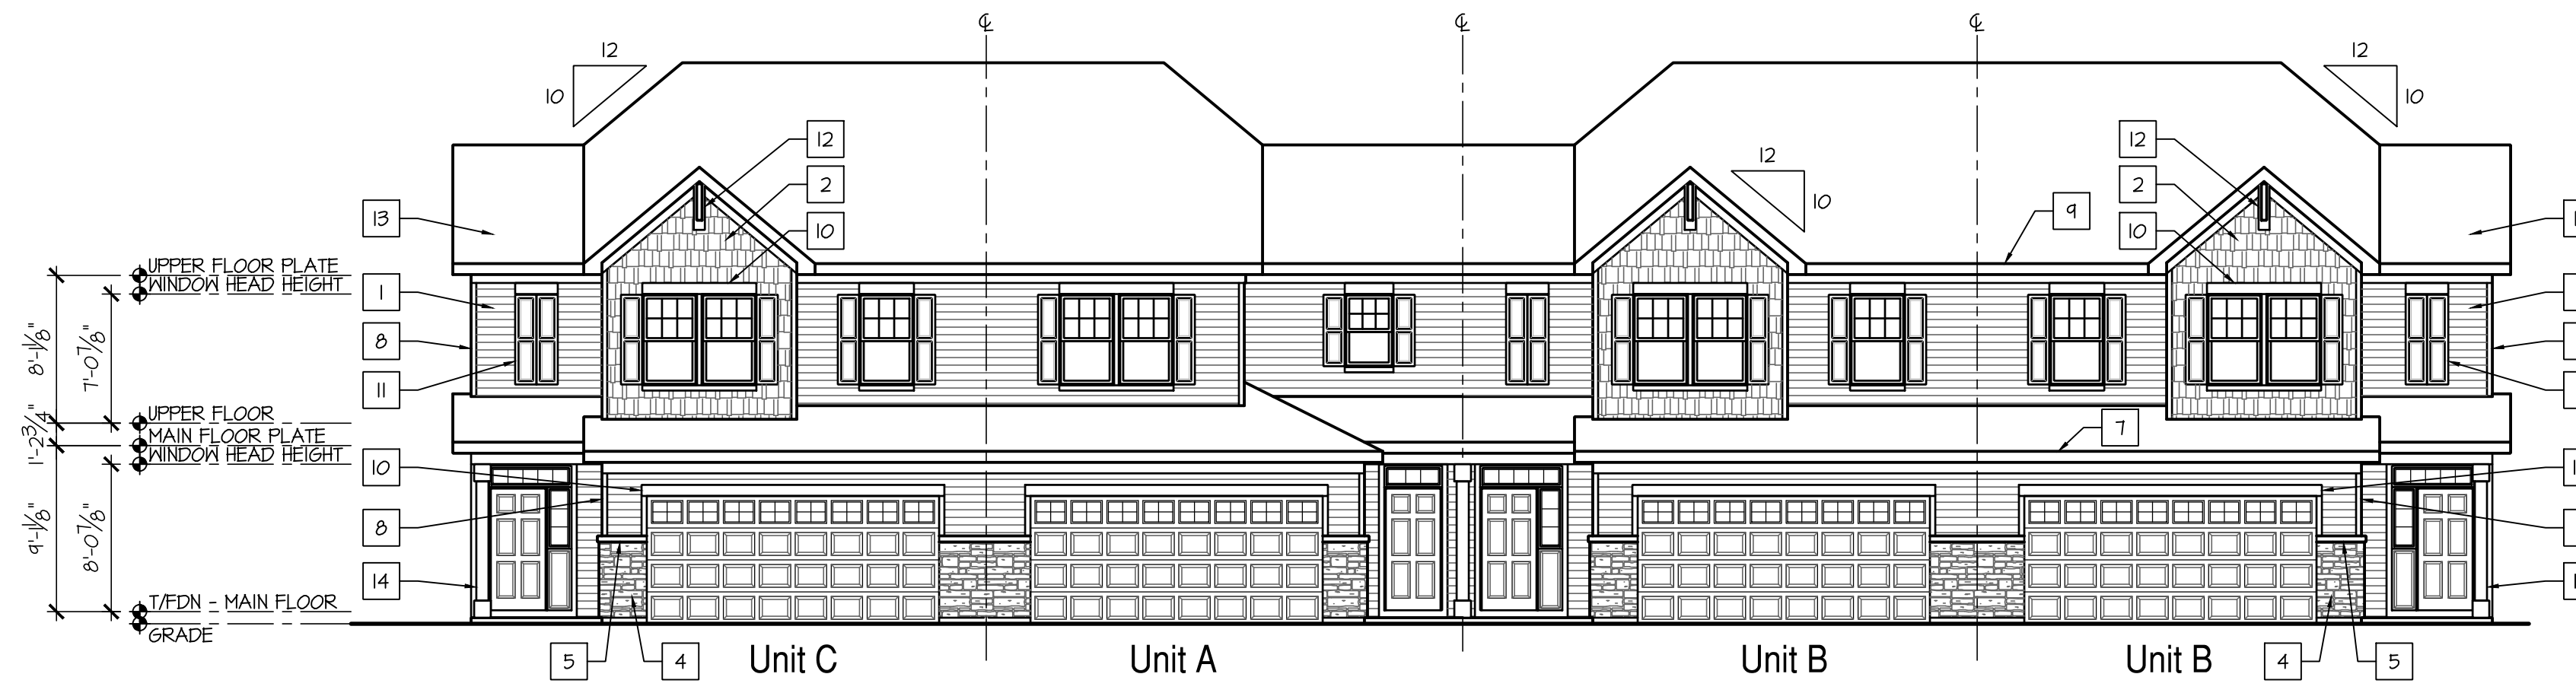 ℄ ℄ ℄
12 12
10 10
12 12
2 12 2
13 10 10 9 10
UPPER FLOOR PLATE
WINDOW HEAD HEIGHT
1
8'-1 1/8" 7'-0 7/8" 8
11
UPPER FLOOR
1'-2 3/4" MAIN FLOOR PLATE 7
WINDOW HEAD HEIGHT
10
9'-1 1/8" 8'-0 7/8" 8
14
T/FDN - MAIN FLOOR
GRADE
5 4 Unit C Unit A Unit B Unit B 4 5